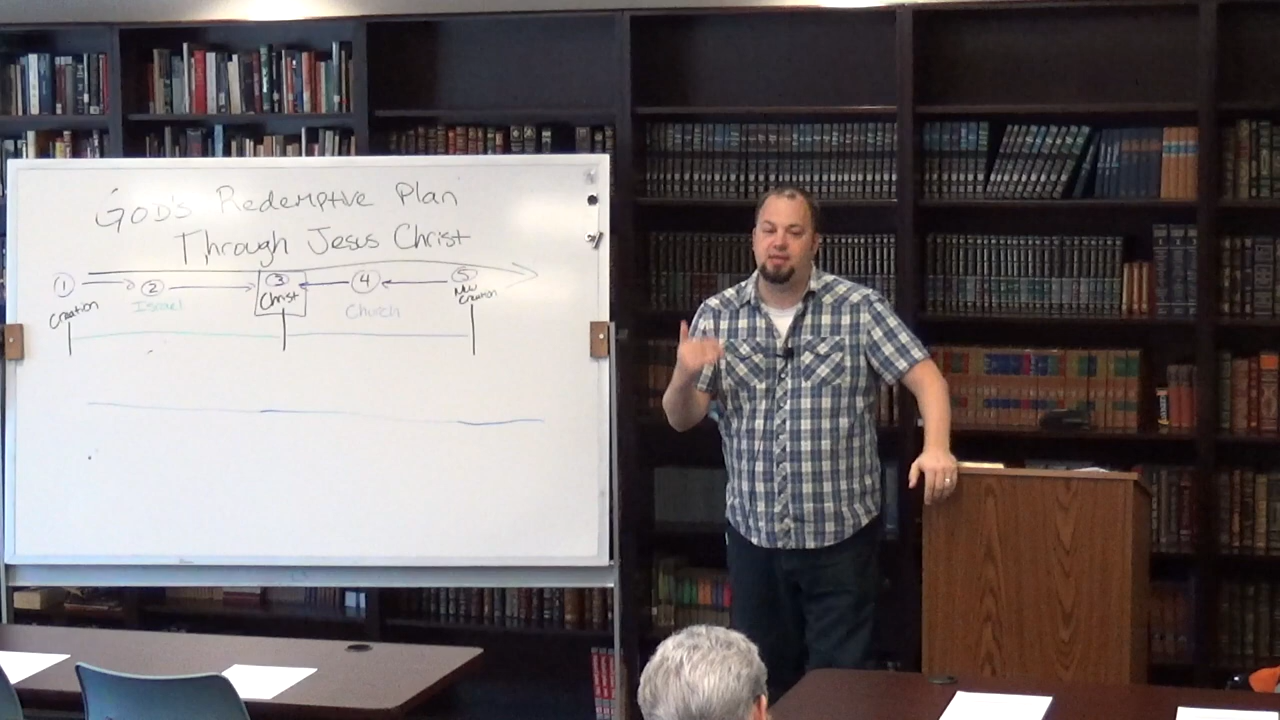 GOD'S Redemptive Plan
Through Jesus Christ
1 2 3 4 5
Creation Israel Christ Church New Creation